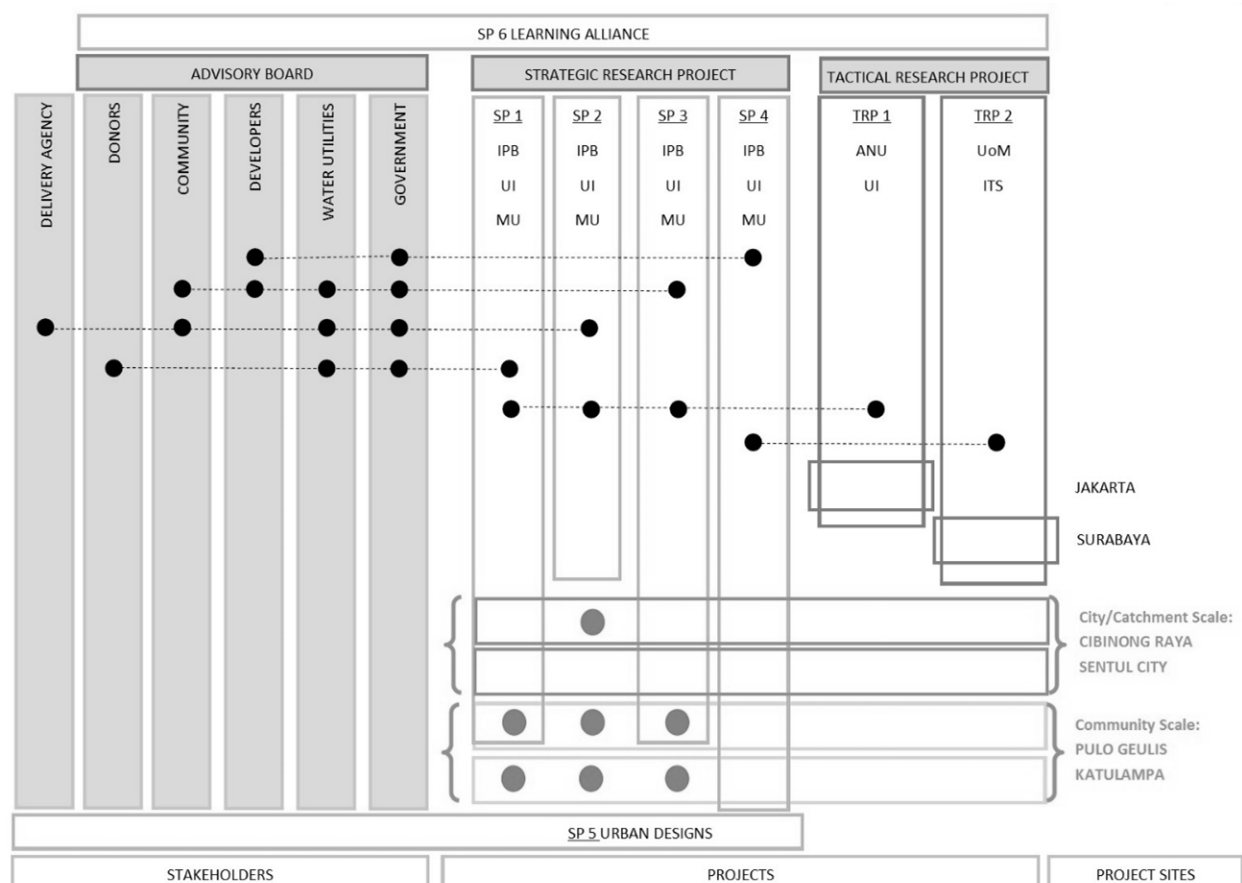 SP 6 LEARNING ALLIANCE
ADVISORY BOARD
STRATEGIC RESEARCH PROJECT
TACTICAL RESEARCH PROJECT
DELIVERY AGENCY
DONORS
COMMUNITY
DEVELOPERS
WATER UTILITIES
GOVERNMENT
SP 1
IPB
UI
MU
SP 2
IPB
UI
MU
SP 3
IPB
UI
MU
SP 4
IPB
UI
MU
TRP 1
ANU
UI
TRP 2
UoM
ITS
JAKARTA
SURABAYA
City/Catchment Scale:
CIBINONG RAYA
SENTUL CITY
Community Scale:
PULO GEULIS
KATULAMPA
SP 5 URBAN DESIGNS
STAKEHOLDERS
PROJECTS
PROJECT SITES